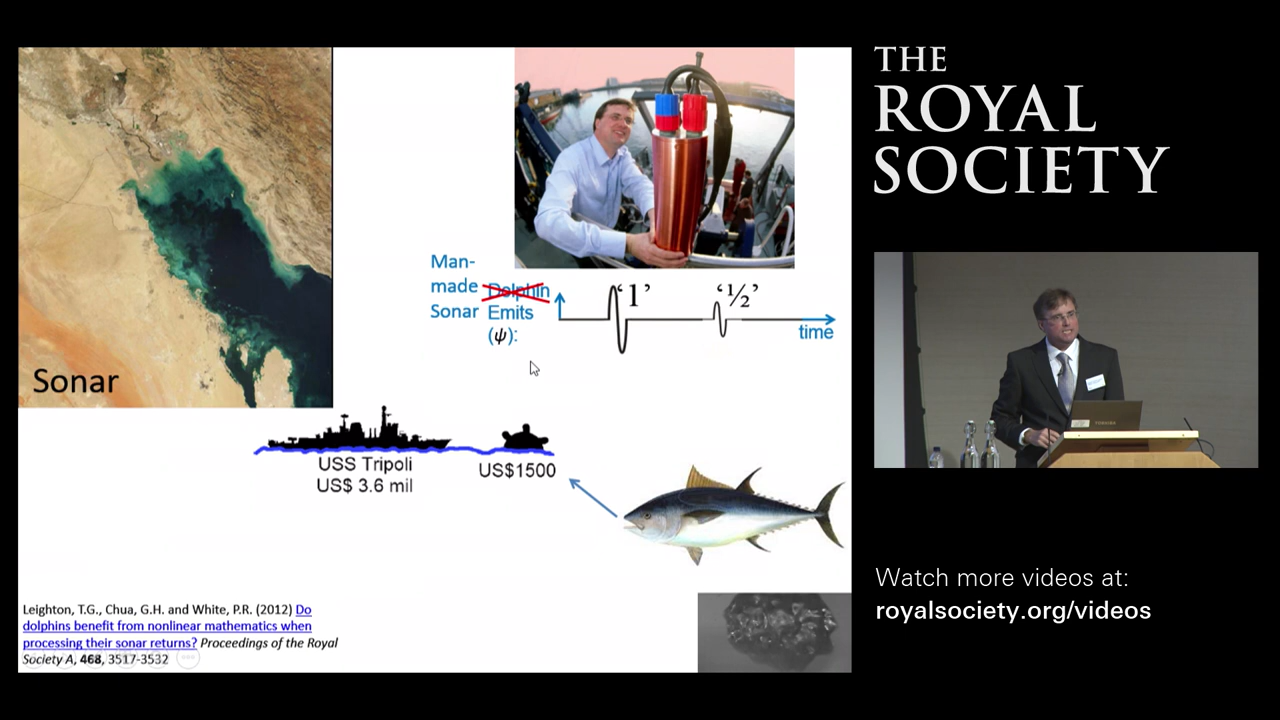 THE
ROYAL
SOCIETY
Sonar
Man-
made
Sonar
Dolphin
Emits
(ψ):
‘1’
‘½’
time
USS Tripoli
US$ 3.6 mil
US$1500
Leighton, T.G., Chua, G.H. and White, P.R. (2012) Do
dolphins benefit from nonlinear mathematics when
processing their sonar returns? Proceedings of the Royal
Society A, 468, 3517-3532
Watch more videos at:
royalsociety.org/videos